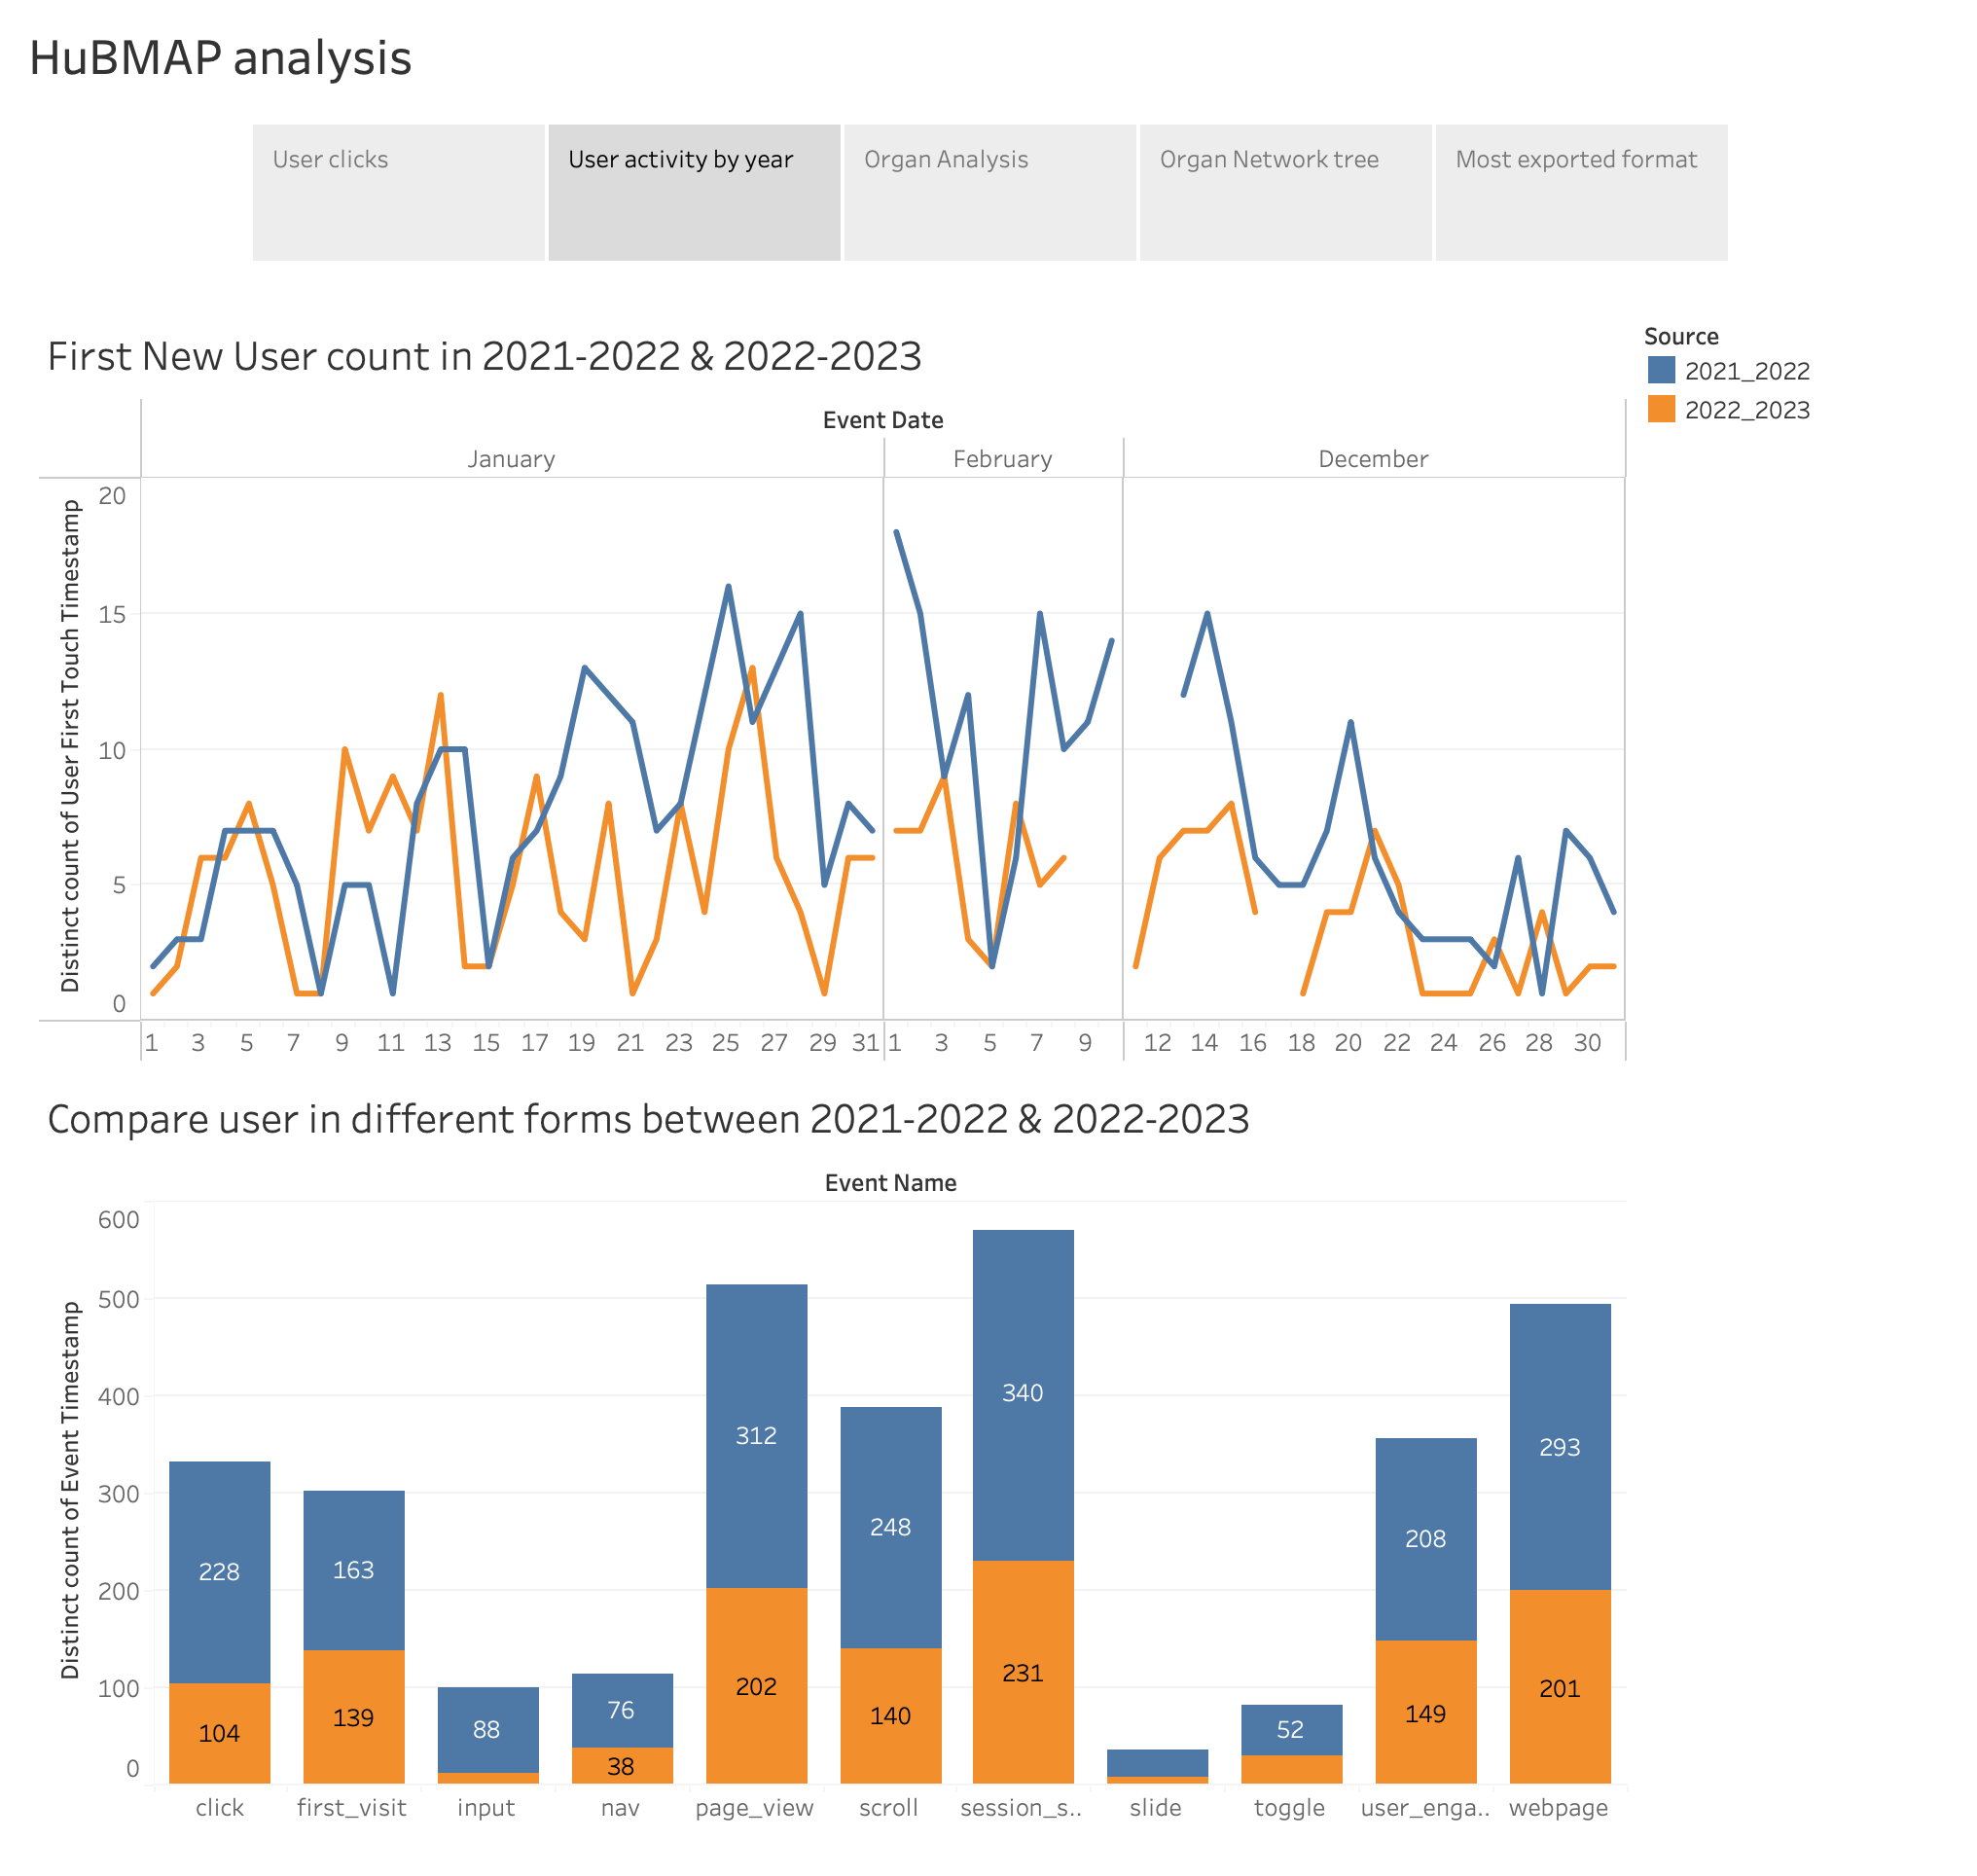 HuBMAP analysis
User clicks
User activity by year
Organ Analysis
Organ Network tree
Most exported format
First New User count in 2021-2022 & 2022-2023
Source
2021_2022
2022_2023
Event Date
January February December
Distinct count of User First Touch Timestamp
20
15
10
5
0
1 3 5 7 9 11 13 15 17 19 21 23 25 27 29 31 1 3 5 7 9 12 14 16 18 20 22 24 26 28 30
Compare user in different forms between 2021-2022 & 2022-2023
Event Name
Distinct count of Event Timestamp
600
500
400
300
200
100
0
228 163 88 76 312 248 340 52 208 293
104 139 38 202 140 231 149 201
click first_visit input nav page_view scroll session_s.. slide toggle user_enga.. webpage